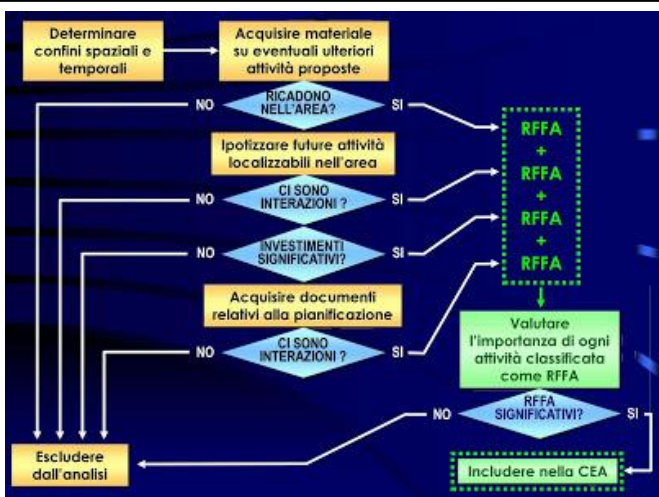 Determinare
confini spaziali e
temporali
Acquisire materiale
su eventuali ulteriori
attività proposte
NO
RICADONO
NELL'AREA?
SI
Ipotizzare future attività
localizzabili nell'area
NO
CI SONO
INTERAZIONI ?
SI
NO
INVESTIMENTI
SIGNIFICATIVI?
SI
Acquisire documenti
relativi alla pianificazione
NO
CI SONO
INTERAZIONI ?
SI
RFFA
+
RFFA
+
RFFA
+
RFFA
Valutare
l'importanza di ogni
attività classificata
come RFFA
NO
RFFA
SIGNIFICATIVI?
SI
Escludere
dall'analisi
Includere nella CEA